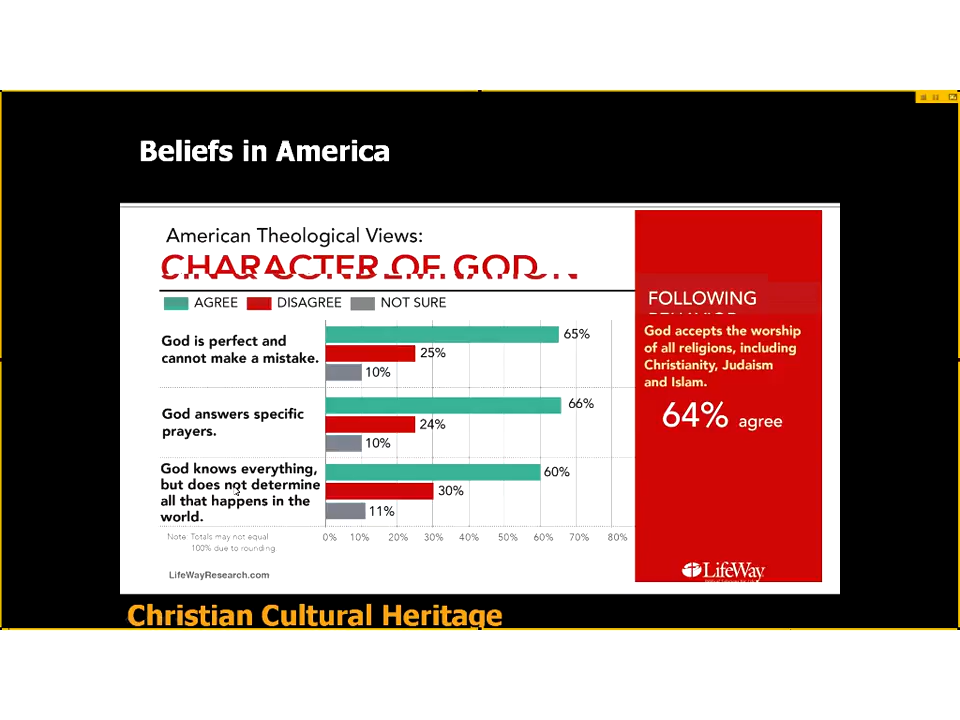 Beliefs in America
American Theological Views:
CHARACTER OF GOD
AGREE DISAGREE NOT SURE
God is perfect and
cannot make a mistake.
65%
25%
10%
God answers specific
prayers.
66%
24%
10%
God knows everything,
but does not determine
all that happens in the
world.
60%
30%
11%
0% 10% 20% 30% 40% 50% 60% 70% 80%
Note Totals may not equal
100% due to rounding
LifeWayResearch.com
FOLLOWING
God accepts the worship
of all religions, including
Christianity, Judaism
and Islam.
64% agree
LifeWay
Christian Cultural Heritage